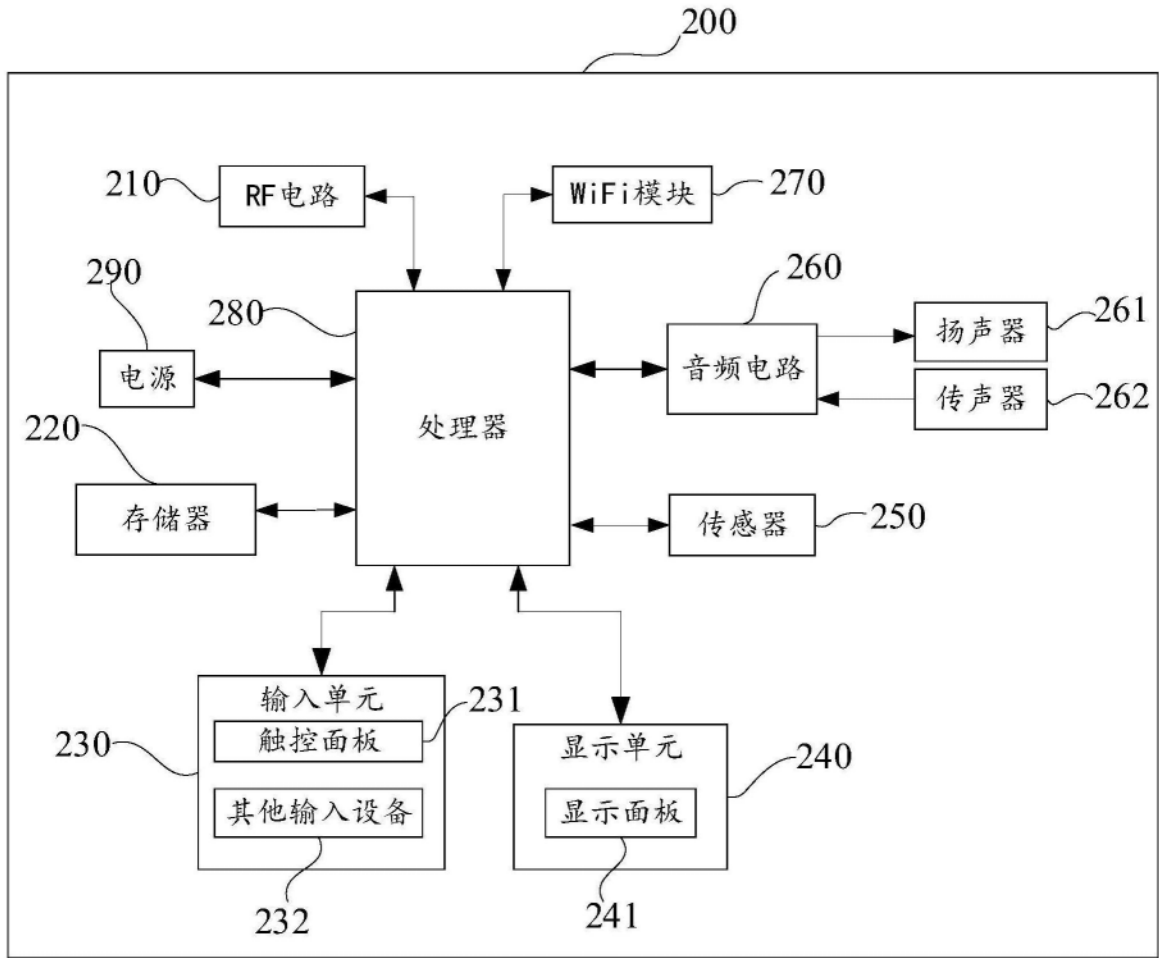 200
210
RF电路
WiFi模块
270
290
280
260
261
扬声器
电源
音频电路
传声器
262
处理器
220
存储器
传感器
250
输入单元
231
230
触控面板
显示单元
240
其他输入设备
显示面板
232
241